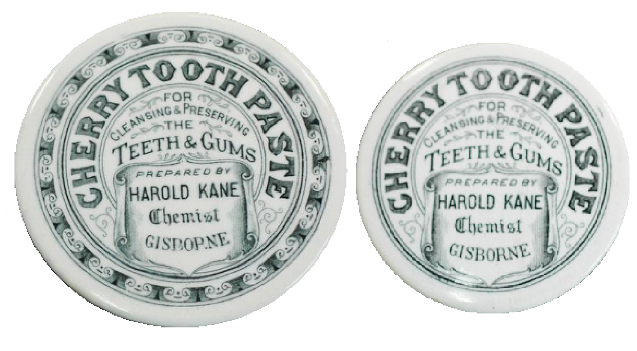 CHERRY TOOTH PASTE
FOR
CLEANSING & PRESERVING
THE
TEETH & GUMS
PREPARED BY
HAROLD KANE
Chemist
GISBORNE
CHERRY TOOTH PASTE
FOR
CLEANSING & PRESERVING
THE
TEETH & GUMS
PREPARED BY
HAROLD KANE
Chemist
GISBORNE